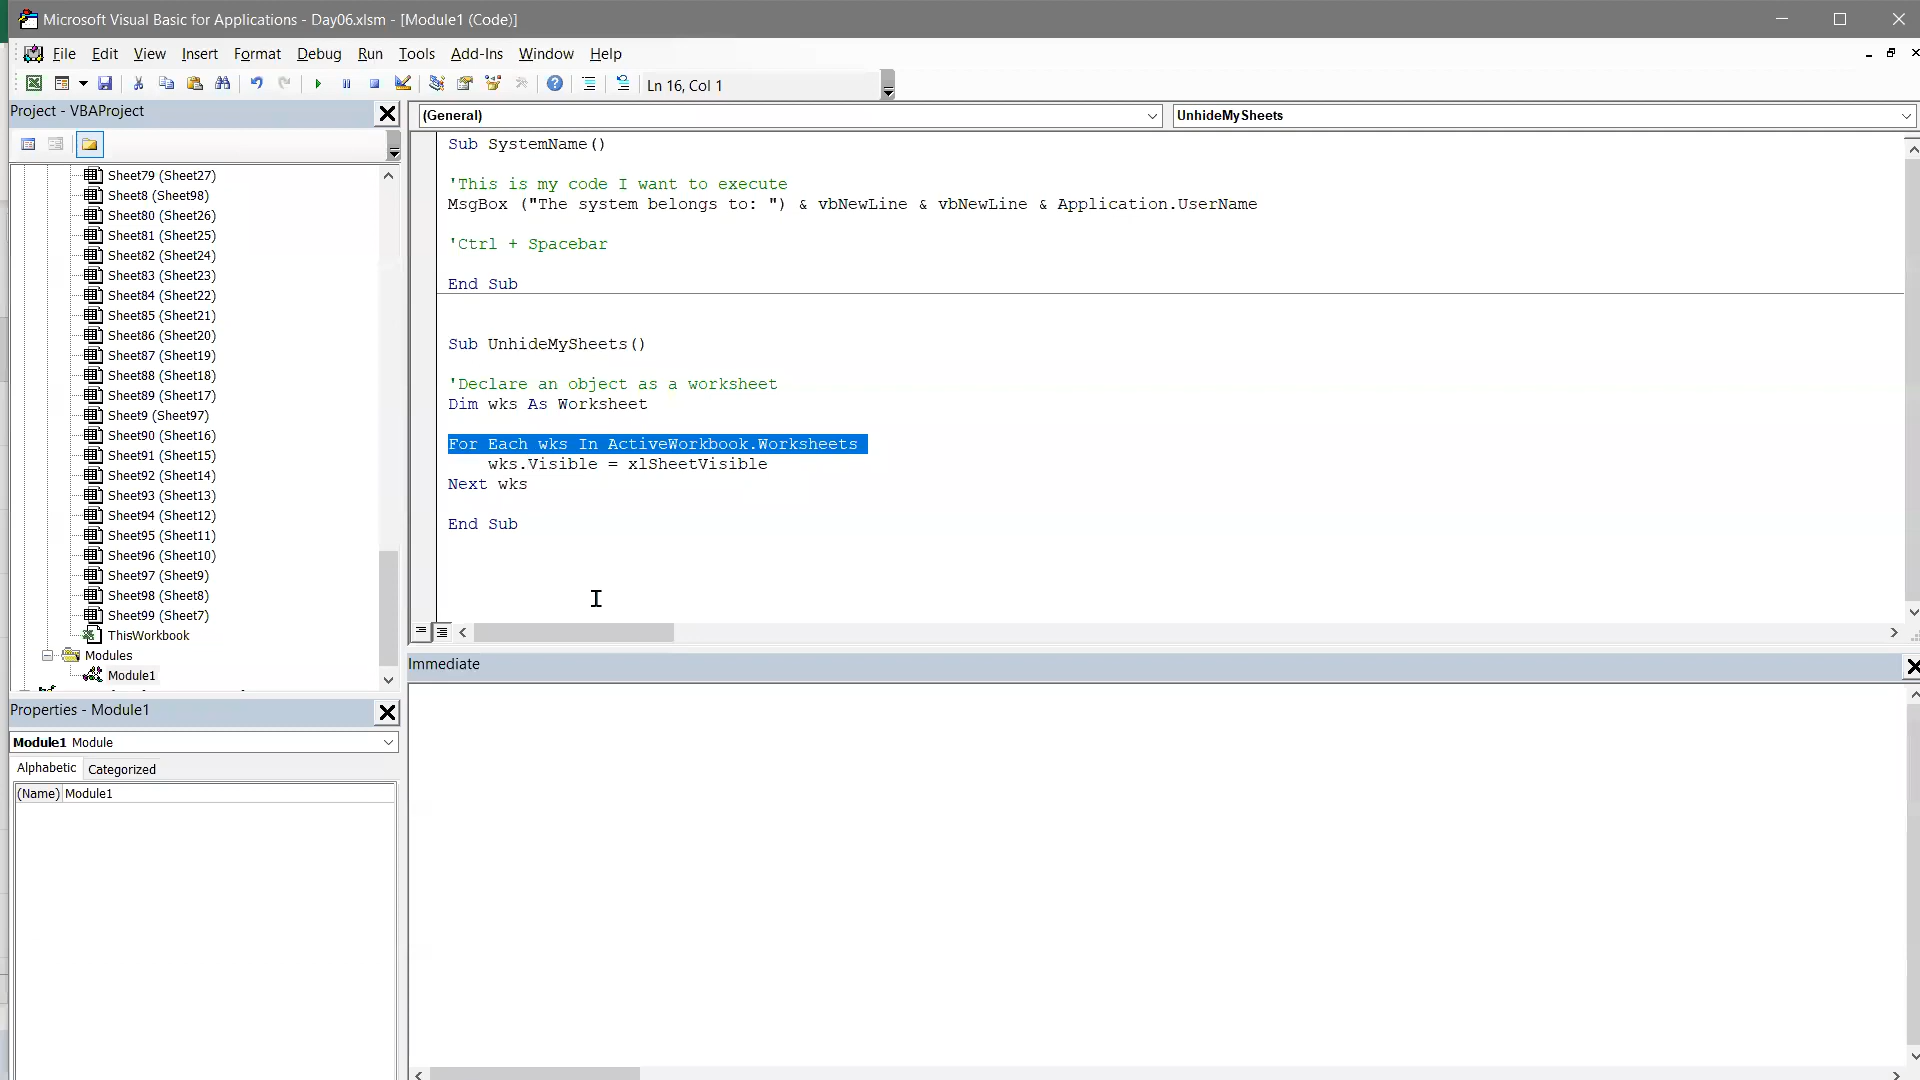 Microsoft Visual Basic for Applications - Day06.xlsm - [Module1 (Code)]
File Edit View Insert Format Debug Run Tools Add-Ins Window Help
Ln 16, Col 1
Project - VBAProject
Sheet79 (Sheet27)
Sheet8 (Sheet98)
Sheet80 (Sheet26)
Sheet81 (Sheet25)
Sheet82 (Sheet24)
Sheet83 (Sheet23)
Sheet84 (Sheet22)
Sheet85 (Sheet21)
Sheet86 (Sheet20)
Sheet87 (Sheet19)
Sheet88 (Sheet18)
Sheet89 (Sheet17)
Sheet9 (Sheet97)
Sheet90 (Sheet16)
Sheet91 (Sheet15)
Sheet92 (Sheet14)
Sheet93 (Sheet13)
Sheet94 (Sheet12)
Sheet95 (Sheet11)
Sheet96 (Sheet10)
Sheet97 (Sheet9)
Sheet98 (Sheet8)
Sheet99 (Sheet7)
ThisWorkbook
Modules
Module1
Properties - Module1
Module1 Module
Alphabetic Categorized
(Name) Module1
(General) UnhideMySheets
Sub SystemName()
'This is my code I want to execute
MsgBox ("The system belongs to: ") & vbNewLine & vbNewLine & Application.UserName
'Ctrl + Spacebar
End Sub
Sub UnhideMySheets()
'Declare an object as a worksheet
Dim wks As Worksheet
For Each wks In ActiveWorkbook.Worksheets
wks.Visible = xlSheetVisible
Next wks
End Sub
Immediate